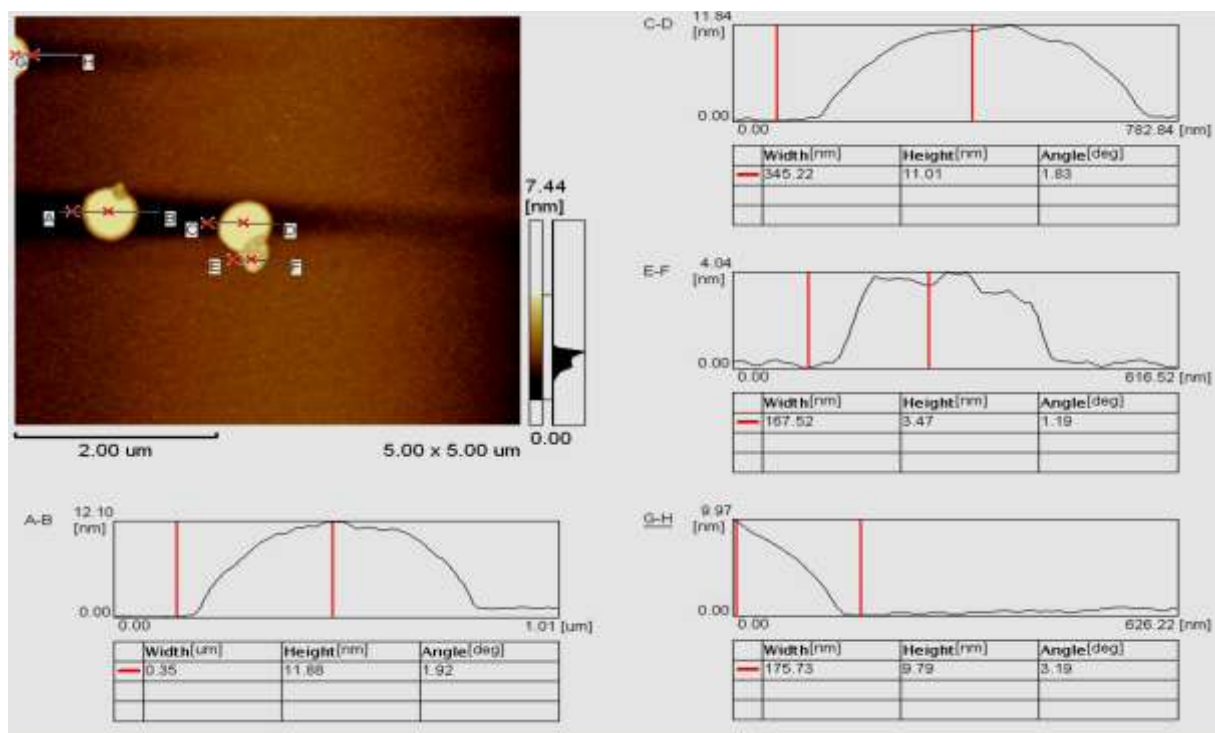 G H
A B
C D
E F
7.44
[nm]
0.00
2.00 um
5.00 x 5.00 um
C-D
11.84
[nm]
0.00
0.00
782.84 [nm]
Width[nm] Height[nm] Angle[deg]
345.22 11.01 1.83
E-F
4.04
[nm]
0.00
0.00
616.52 [nm]
Width[nm] Height[nm] Angle[deg]
167.52 3.47 1.19
A-B
12.10
[nm]
0.00
0.00
1.01 [um]
Width[um] Height[nm] Angle[deg]
0.35 11.88 1.92
G-H
9.97
[nm]
0.00
0.00
626.22 [nm]
Width[nm] Height[nm] Angle[deg]
175.73 9.79 3.19